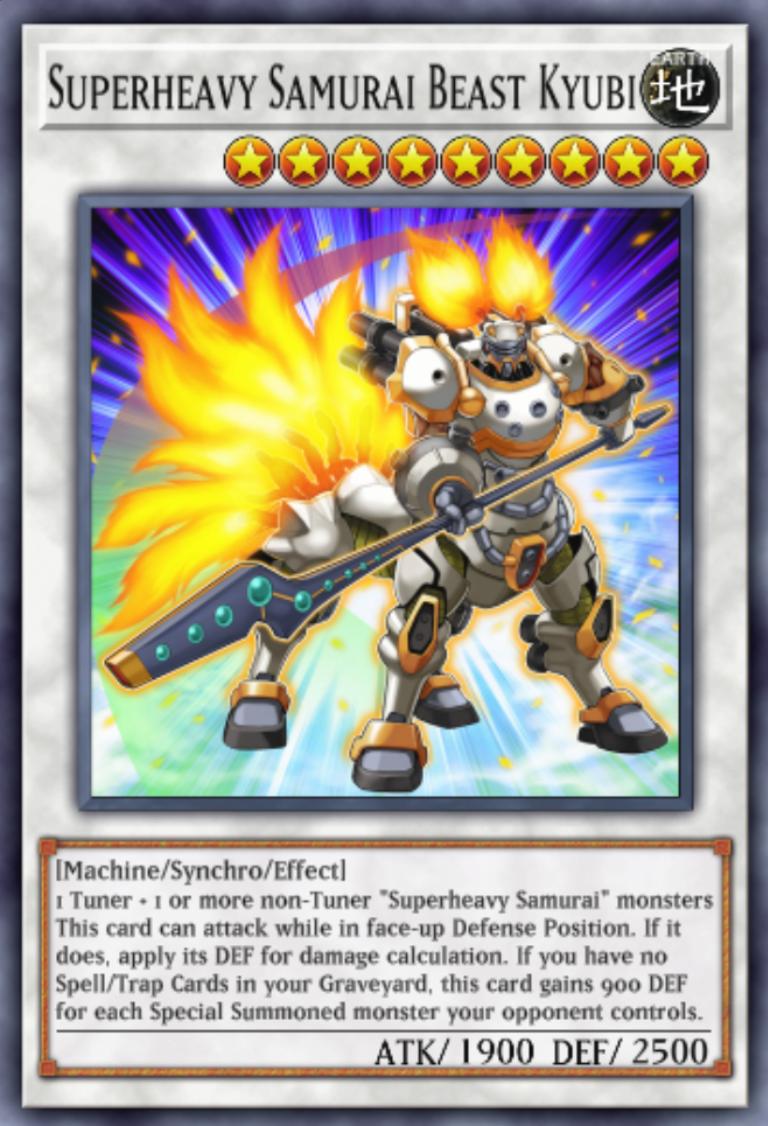 SUPERHEAVY SAMURAI BEAST KYUBI
EARTH
地
[Machine/Synchro/Effect]
1 Tuner + 1 or more non-Tuner "Superheavy Samurai" monsters
This card can attack while in face-up Defense Position. If it
does, apply its DEF for damage calculation. If you have no
Spell/Trap Cards in your Graveyard, this card gains 900 DEF
for each Special Summoned monster your opponent controls.
ATK/ 1900 DEF/ 2500